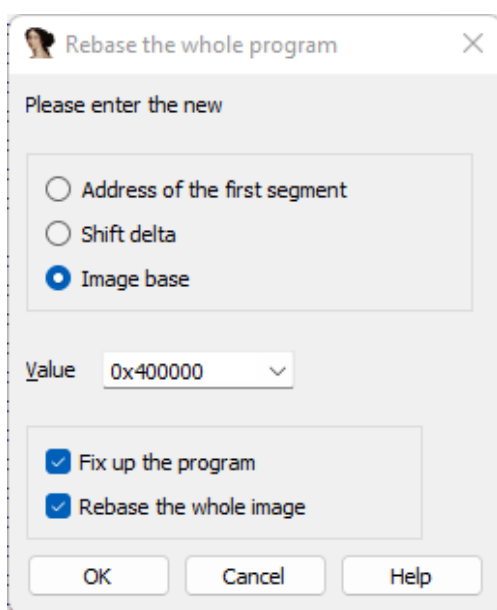 Rebase the whole program
Please enter the new
Address of the first segment
Shift delta
Image base
Value 0x400000
Fix up the program
Rebase the whole image
OK Cancel Help